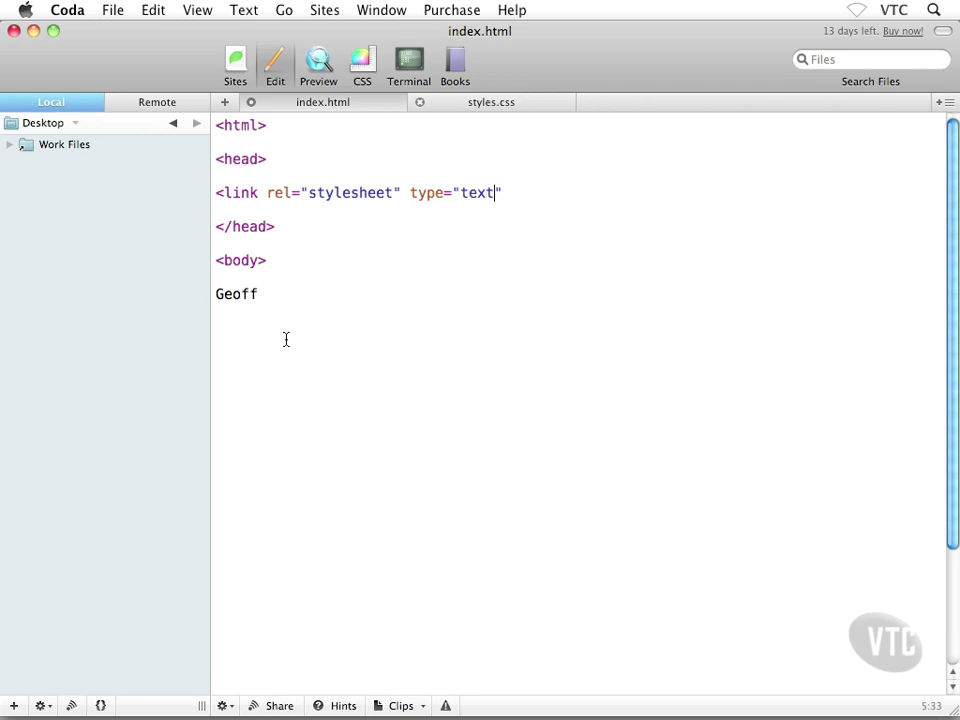 Coda File Edit View Text Go Sites Window Purchase Help VTC
index.html
13 days left. Buy now!
Sites Edit Preview CSS Terminal Books
Files
Search Files
Local Remote + index.html styles.css
Desktop
Work Files
<html>
<head>
<link rel="stylesheet" type="text"
</head>
<body>
Geoff
VTC
Share Hints Clips 5:33